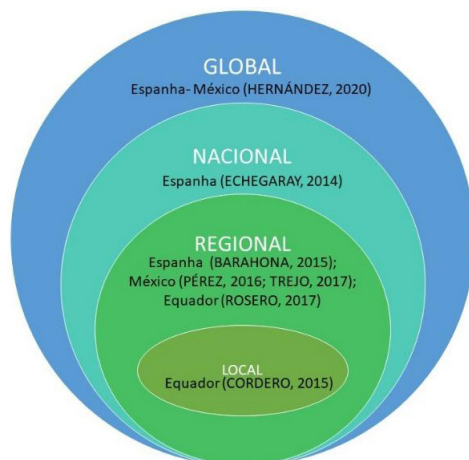 GLOBAL
Espanha- México (HERNÁNDEZ, 2020)
NACIONAL
Espanha (ECHEGARAY, 2014)
REGIONAL
Espanha (BARAHONA, 2015);
México (PÉREZ, 2016; TREJO, 2017);
Equador (ROSERO, 2017)
LOCAL
Equador (CORDERO, 2015)